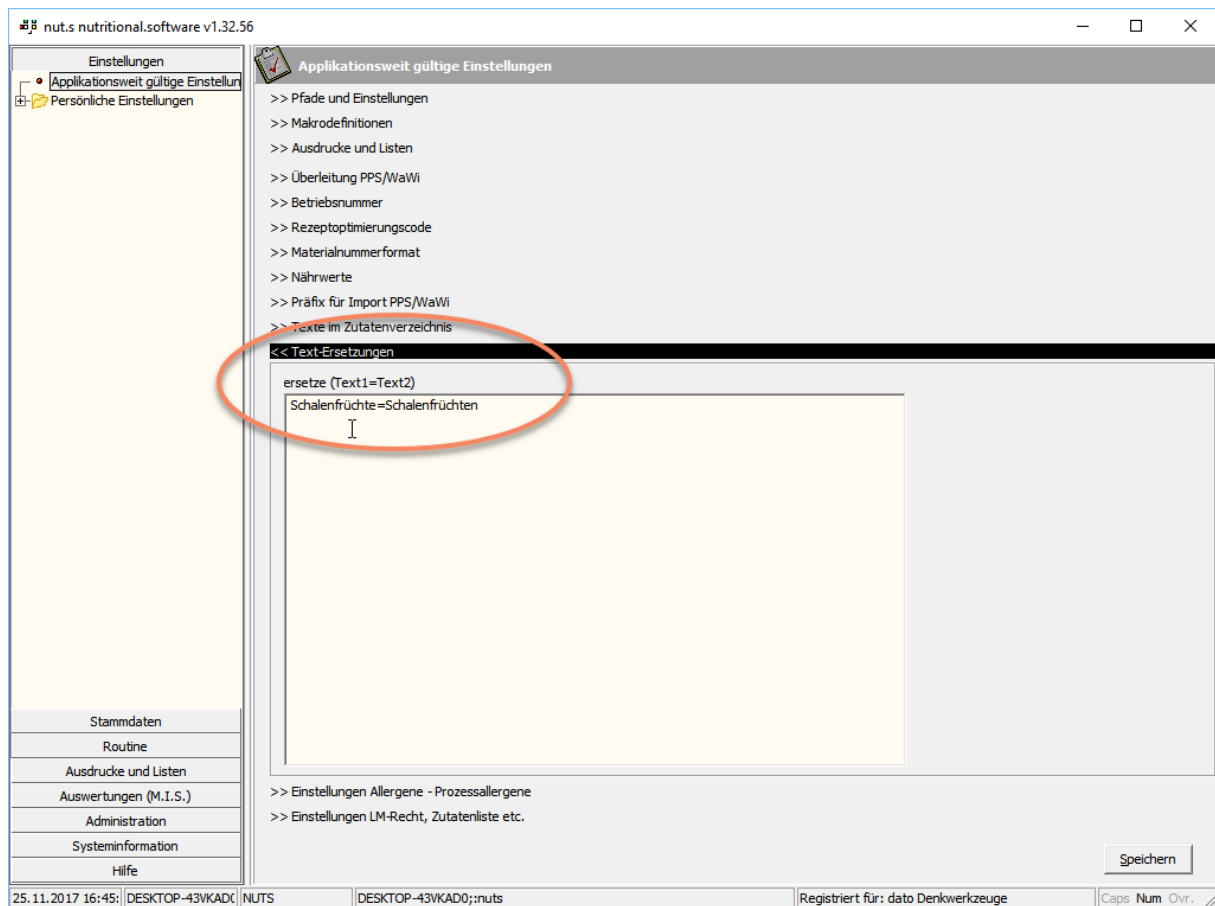 nut.s nutritional.software v1.32.56
Einstellungen
Applikationsweit gültige Einstellun
Persönliche Einstellungen
Applikationsweit gültige Einstellungen
>> Pfade und Einstellungen
>> Makrodefinitionen
>> Ausdrucke und Listen
>> Überleitung PPS/WaWi
>> Betriebsnummer
>> Rezeptoptimierungscode
>> Materialnummerformat
>> Nährwerte
>> Präfix für Import PPS/WaWi
>> Texte im Zutatenverzeichnis
<< Text-Ersetzungen
ersetze (Text1=Text2)
Schalenfrüchte=Schalenfrüchten
>> Einstellungen Allergene - Prozessallergene
>> Einstellungen LM-Recht, Zutatenliste etc.
Speichern
Stammdaten
Routine
Ausdrucke und Listen
Auswertungen (M.I.S.)
Administration
Systeminformation
Hilfe
25.11.2017 16:45: DESKTOP-43VKAD( NUTS DESKTOP-43VKAD0;:nuts Registriert für: dato Denkwerkzeuge Caps Num Ovr.